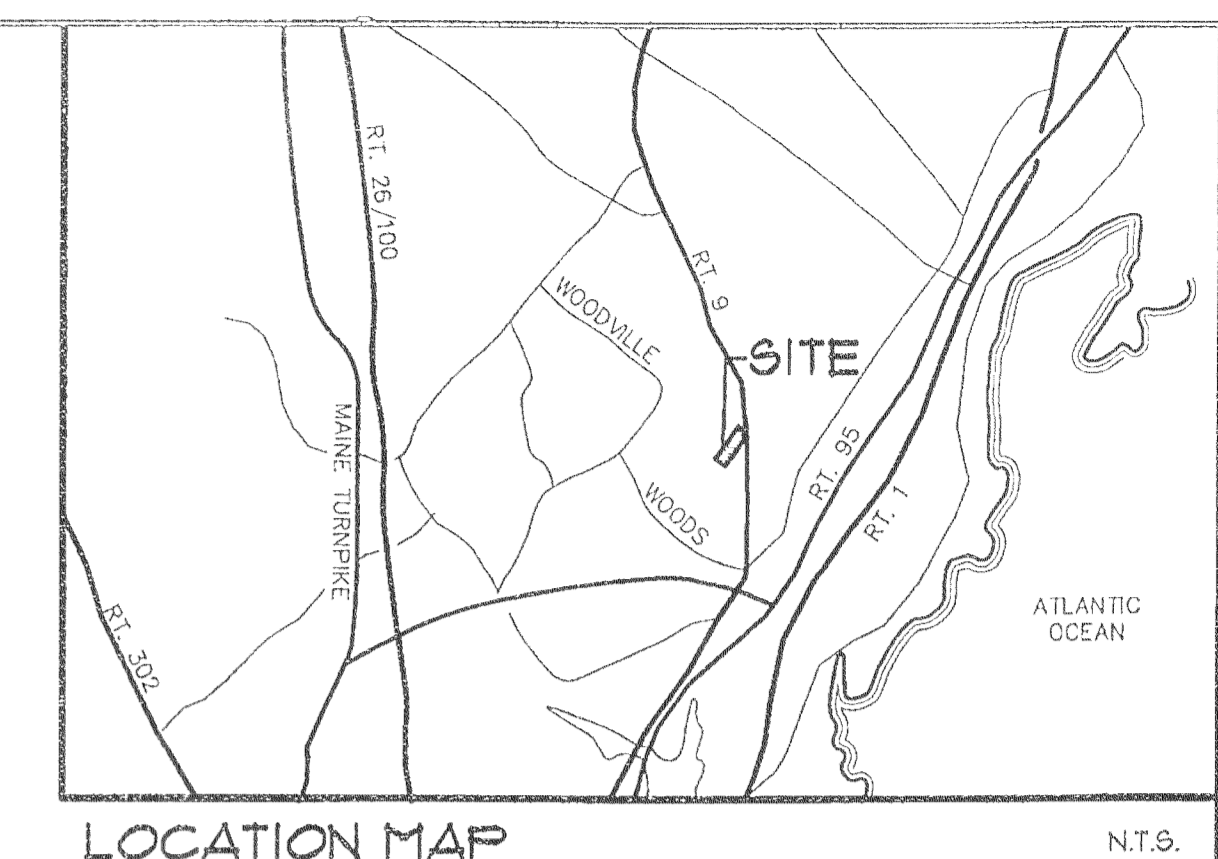 RT. 26/100
RT. 9
WOODVILLE
SITE
MAINE TURNPIKE
RT. 95
WOODS
RT. 1
ATLANTIC
OCEAN
RT. 302
LOCATION MAP
N.T.S.